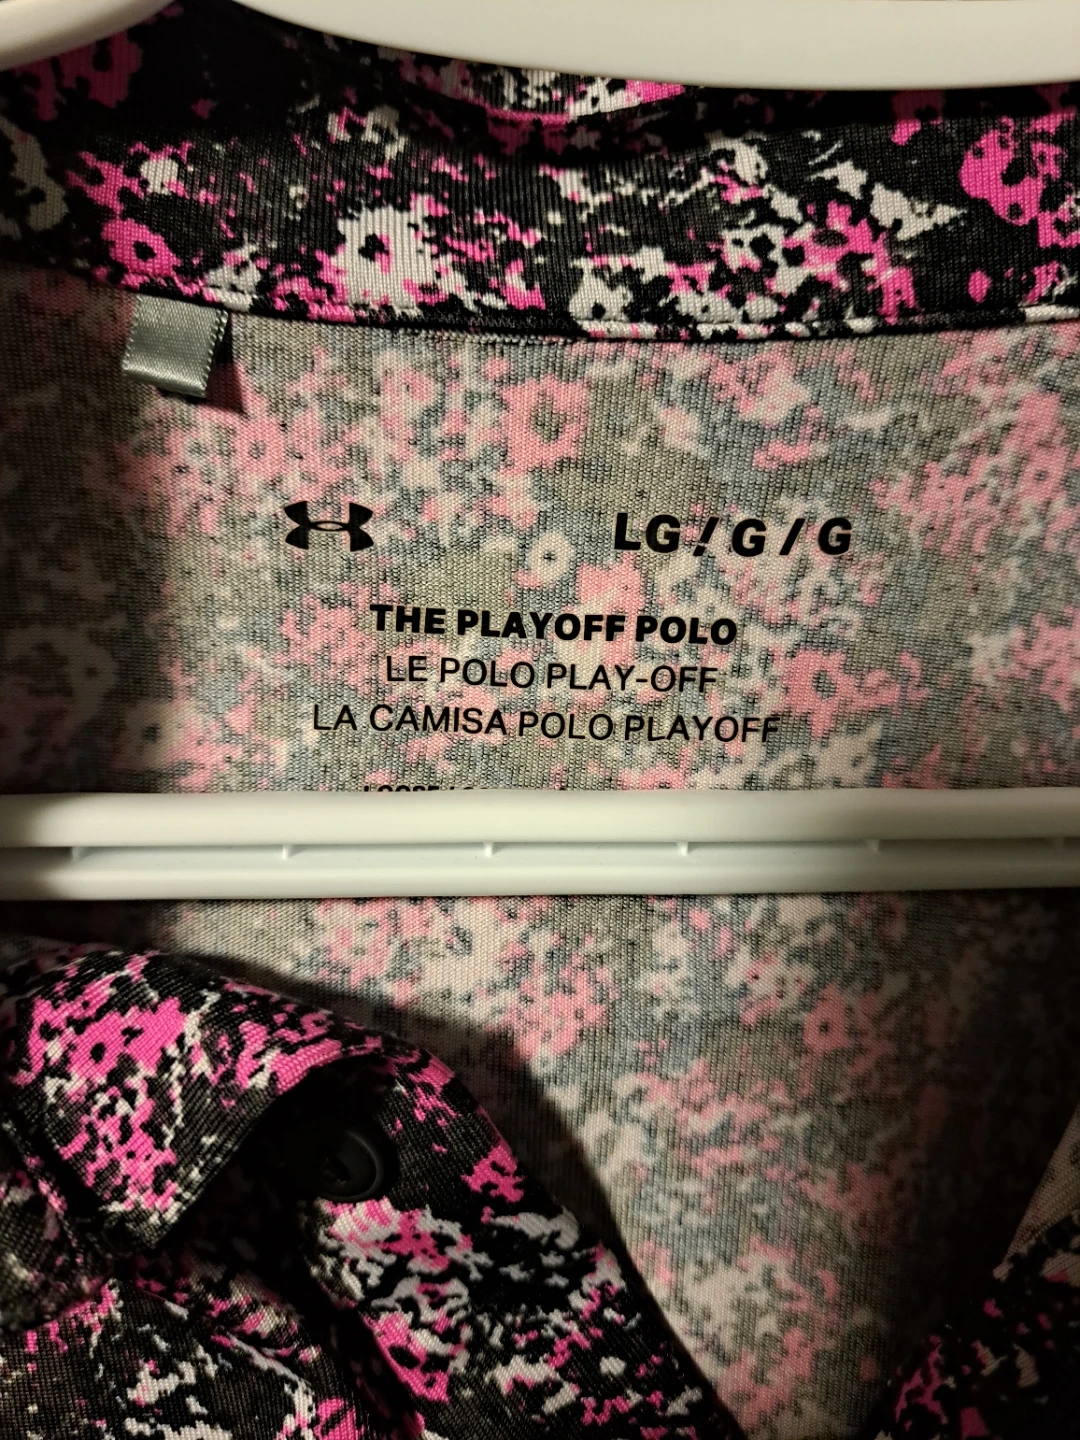 LG / G / G
THE PLAYOFF POLO
LE POLO PLAY-OFF
LA CAMISA POLO PLAYOFF